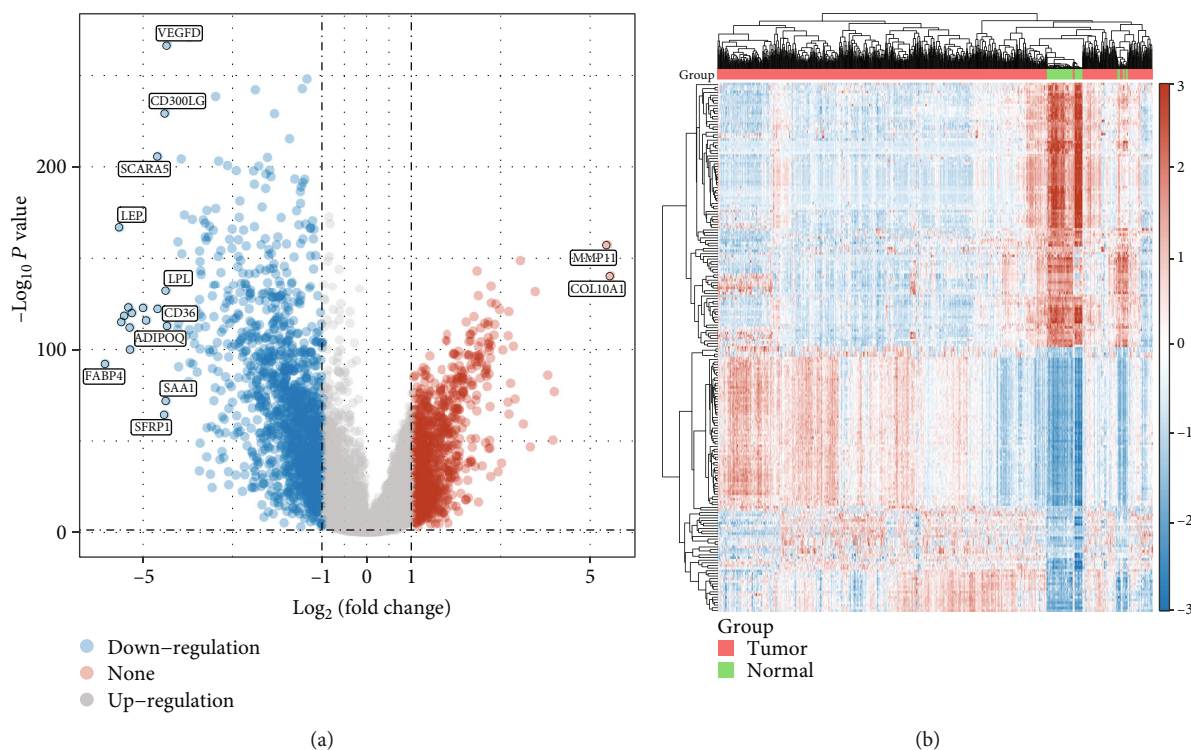 VEGFD
CD300LG
SCARA5
LEP
LPL
CD36
ADIPOQ
FABP4
SAA1
SFRP1
MMP11
COL10A1
200
100
0
−Log10 P value
−5
−1
0
1
5
Log2 (fold change)
Down−regulation
None
Up−regulation
(a)
Group
3
2
1
0
−1
−2
−3
Group
Tumor
Normal
(b)